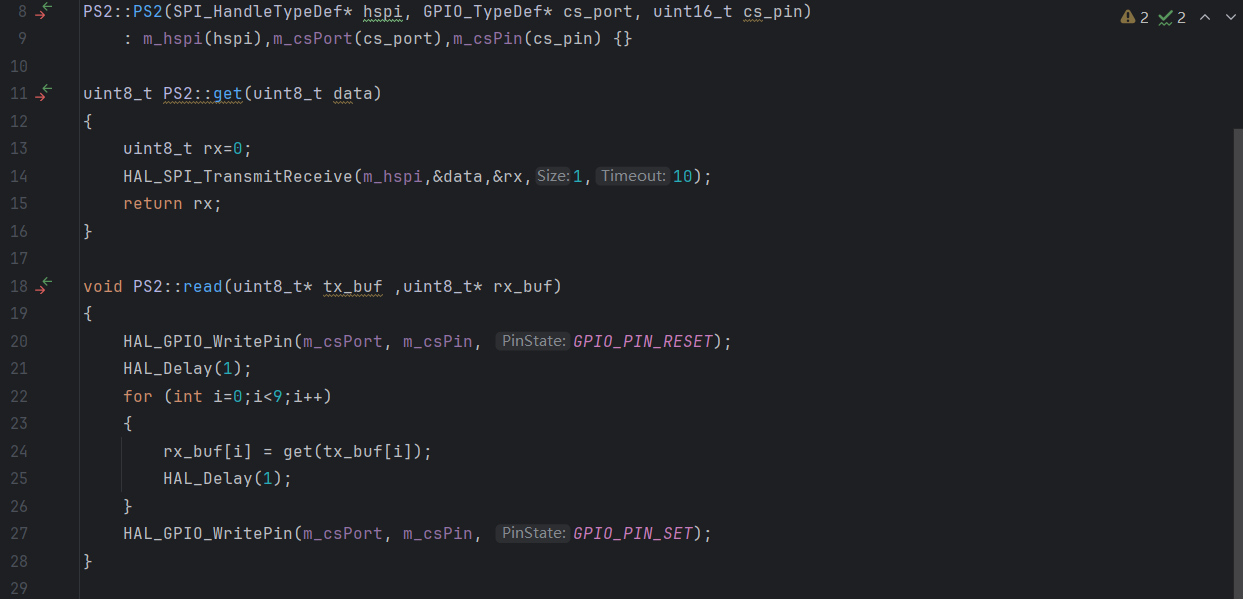 8 PS2::PS2(SPI_HandleTypeDef* hspi, GPIO_TypeDef* cs_port, uint16_t cs_pin) 2 2
9 : m_hspi(hspi),m_csPort(cs_port),m_csPin(cs_pin) {}
10
11 uint8_t PS2::get(uint8_t data)
12 {
13 uint8_t rx=0;
14 HAL_SPI_TransmitReceive(m_hspi,&data,&rx, Size: 1, Timeout: 10);
15 return rx;
16 }
17
18 void PS2::read(uint8_t* tx_buf ,uint8_t* rx_buf)
19 {
20 HAL_GPIO_WritePin(m_csPort, m_csPin, PinState: GPIO_PIN_RESET);
21 HAL_Delay(1);
22 for (int i=0;i<9;i++)
23 {
24 rx_buf[i] = get(tx_buf[i]);
25 HAL_Delay(1);
26 }
27 HAL_GPIO_WritePin(m_csPort, m_csPin, PinState: GPIO_PIN_SET);
28 }
29